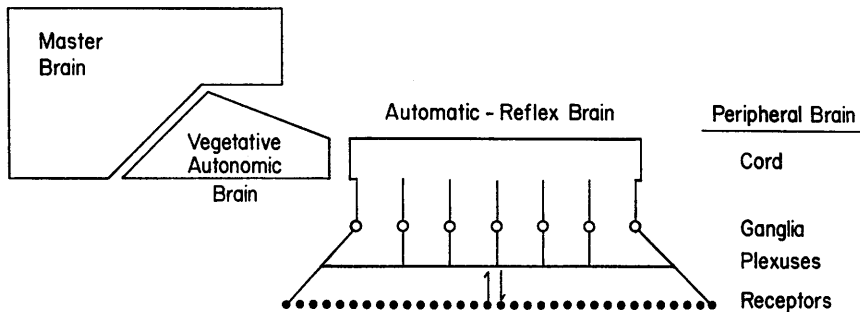 Master
Brain
Vegetative
Autonomic
Brain
Automatic - Reflex Brain
Peripheral Brain
Cord
Ganglia
Plexuses
Receptors